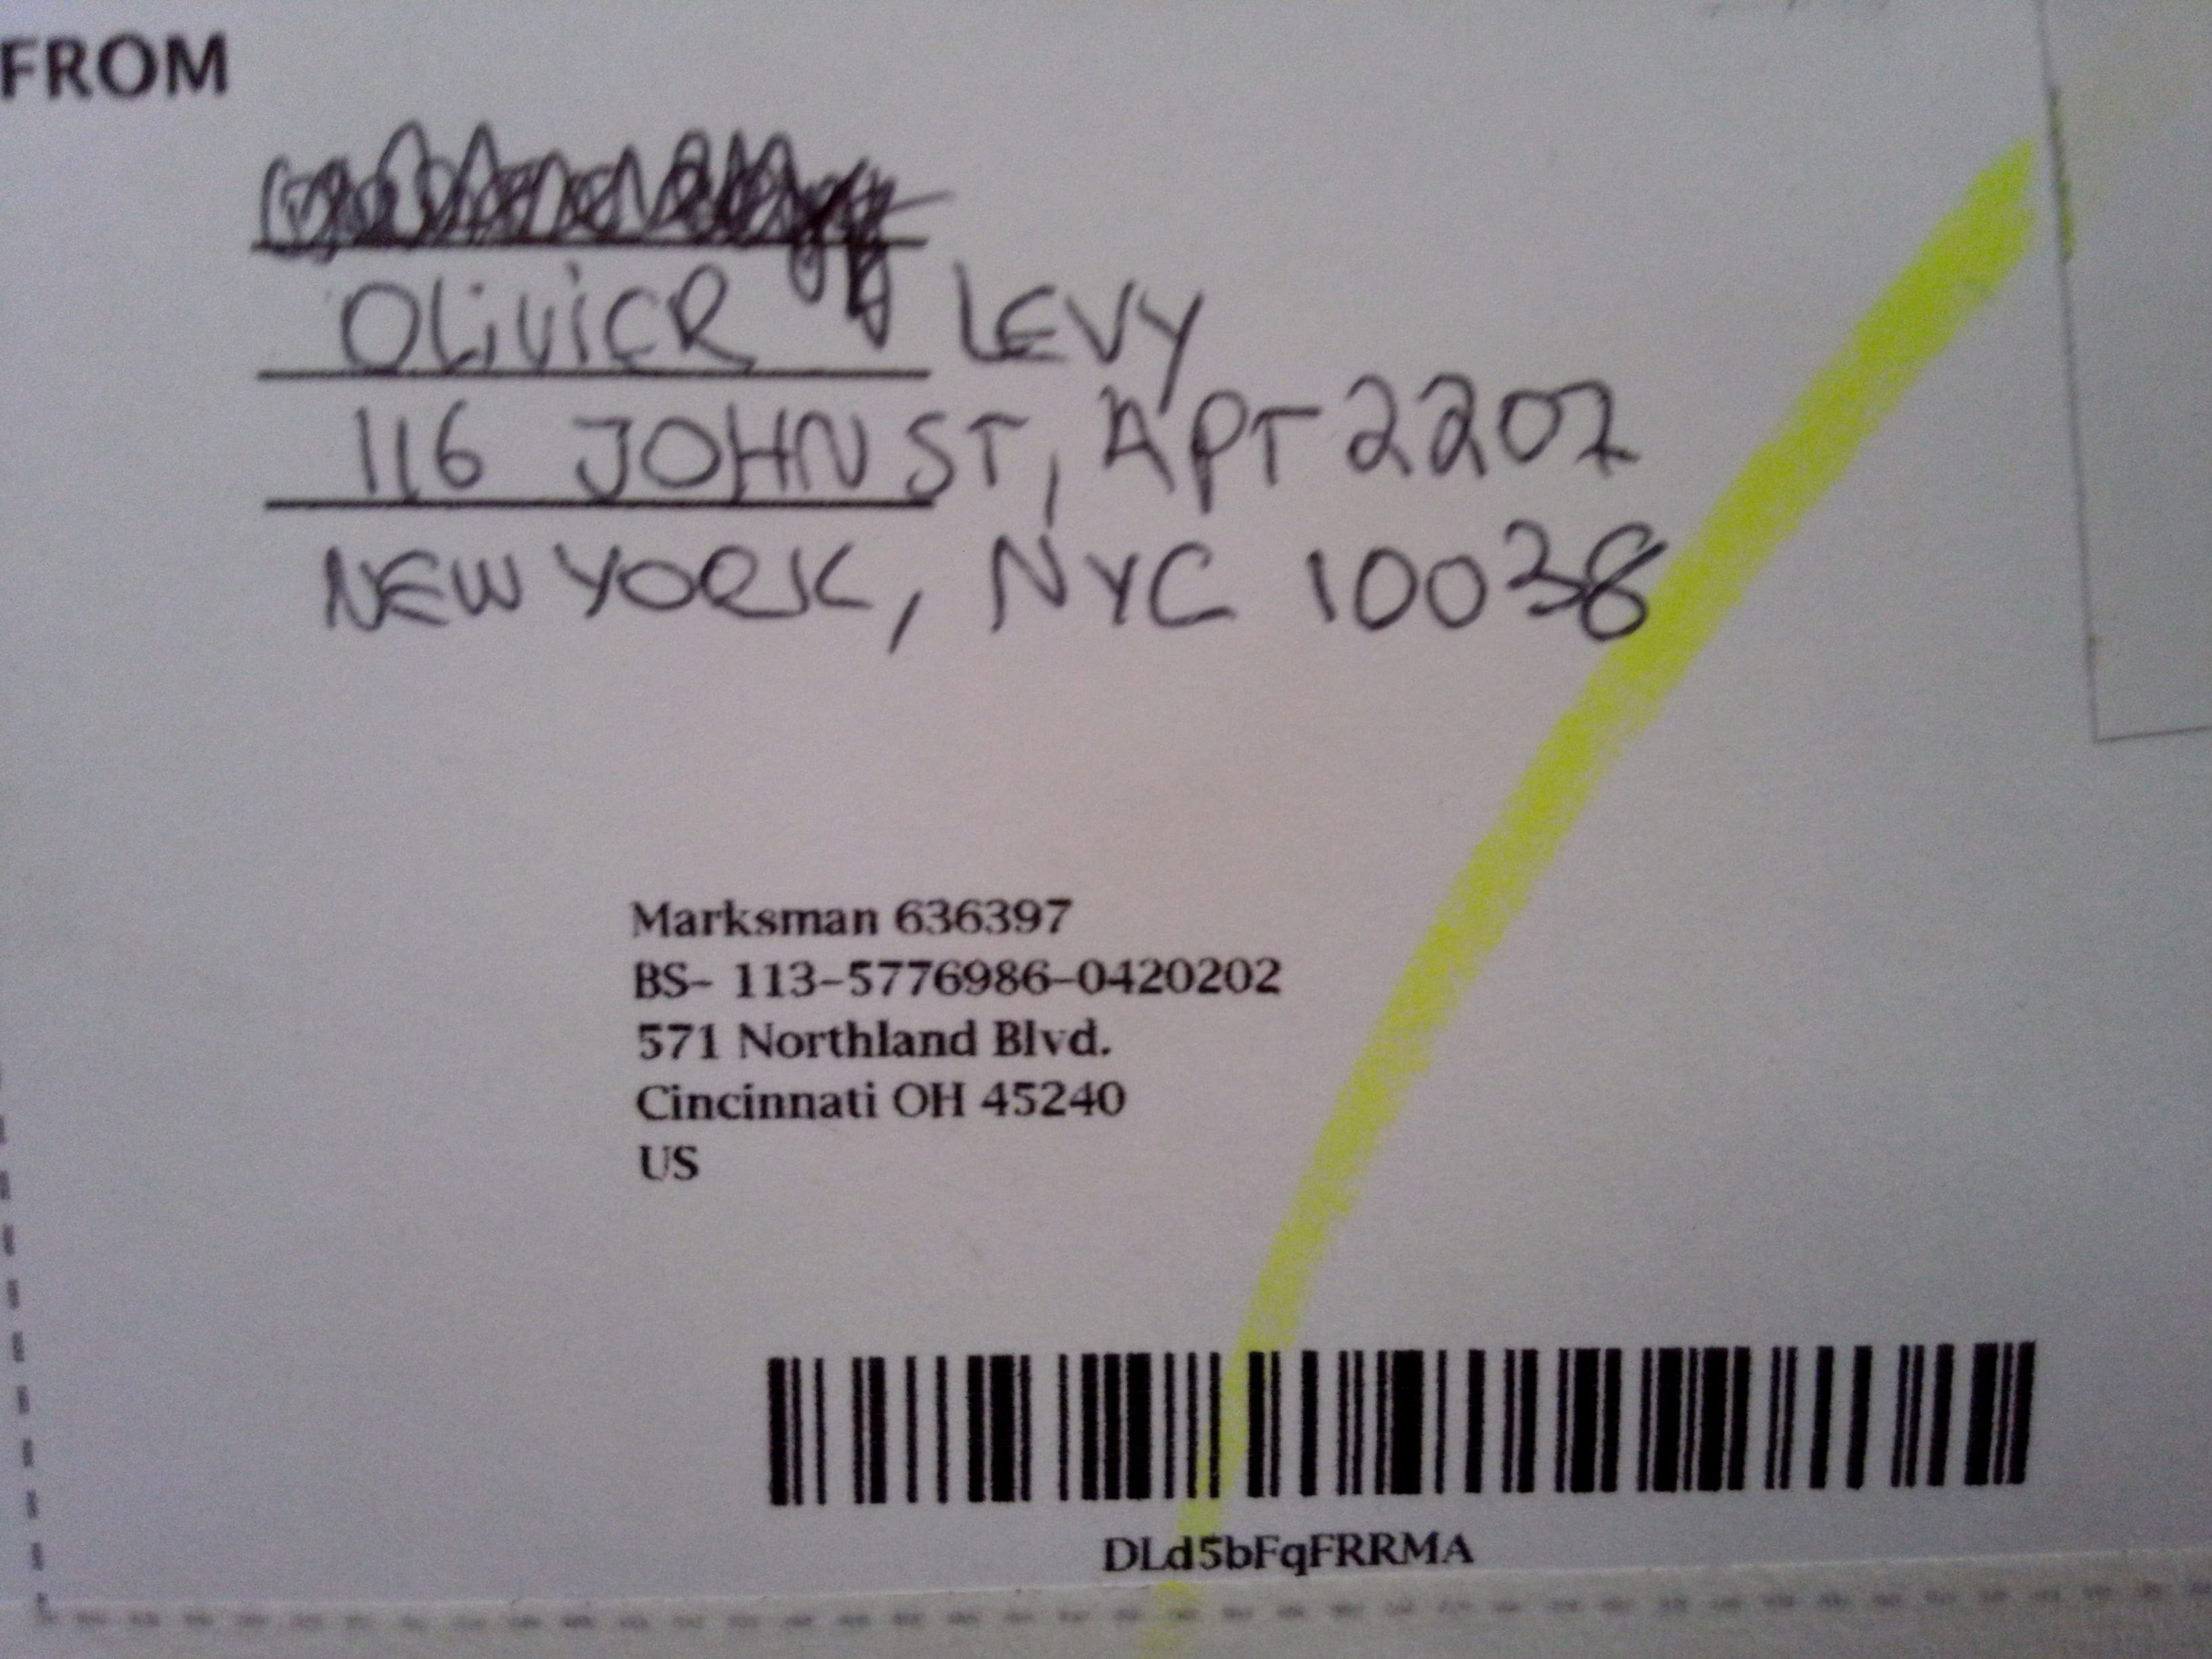 FROM
OLiViER LEVY
116 JOHN ST, APT 2207
NEW YORK, NYC 10038
Marksman 636397
BS- 113-5776986-0420202
571 Northland Blvd.
Cincinnati OH 45240
US
DLd5bFqFRRMA